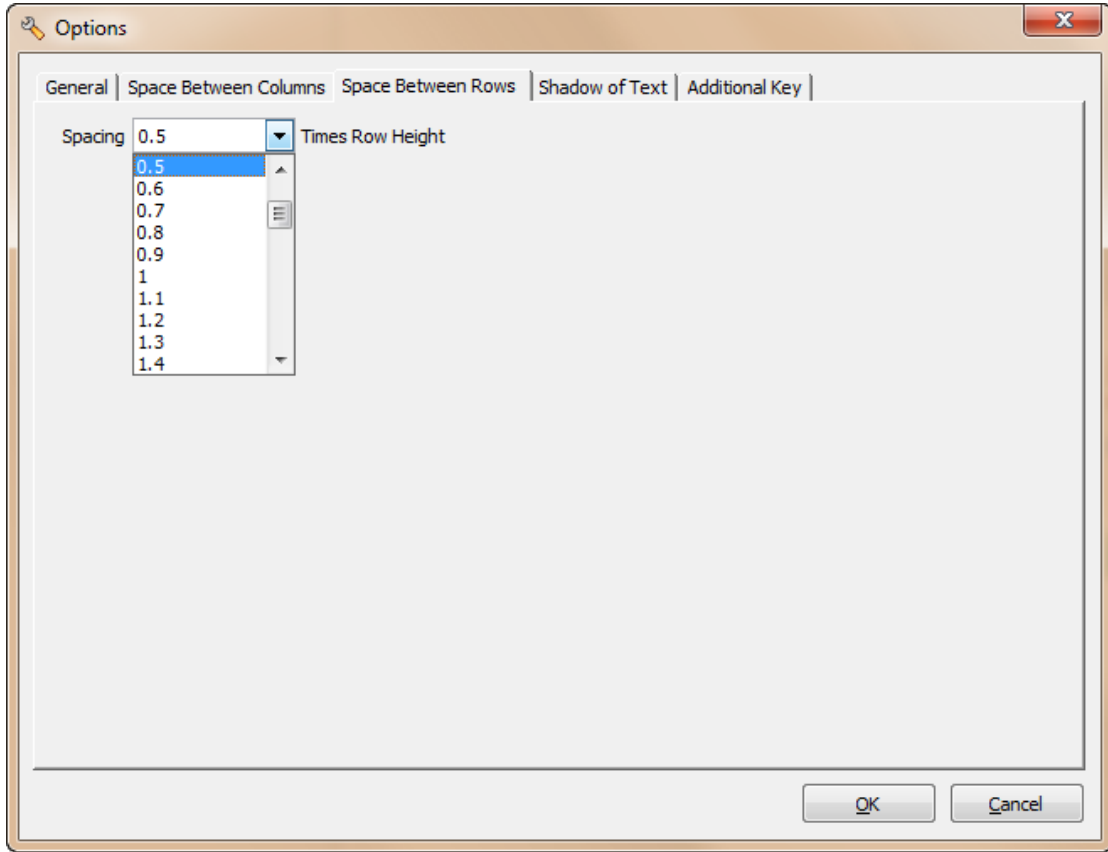 Options
General Space Between Columns Space Between Rows Shadow of Text Additional Key
Spacing 0.5 Times Row Height
0.5
0.6
0.7
0.8
0.9
1
1.1
1.2
1.3
1.4
OK Cancel